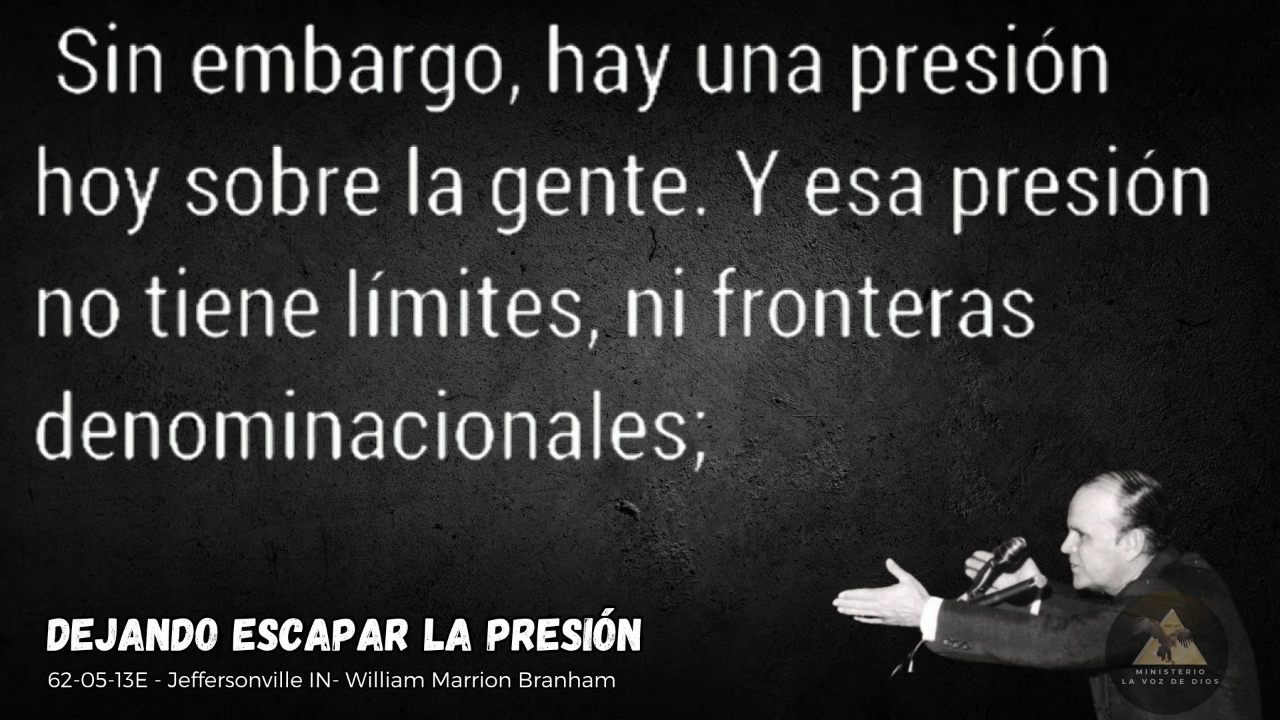 Sin embargo, hay una presión
hoy sobre la gente. Y esa presión
no tiene límites, ni fronteras
denominacionales;
DEJANDO ESCAPAR LA PRESIÓN
62-05-13E - Jeffersonville IN- William Marrion Branham
MINISTERIO
LA VOZ DE DIOS